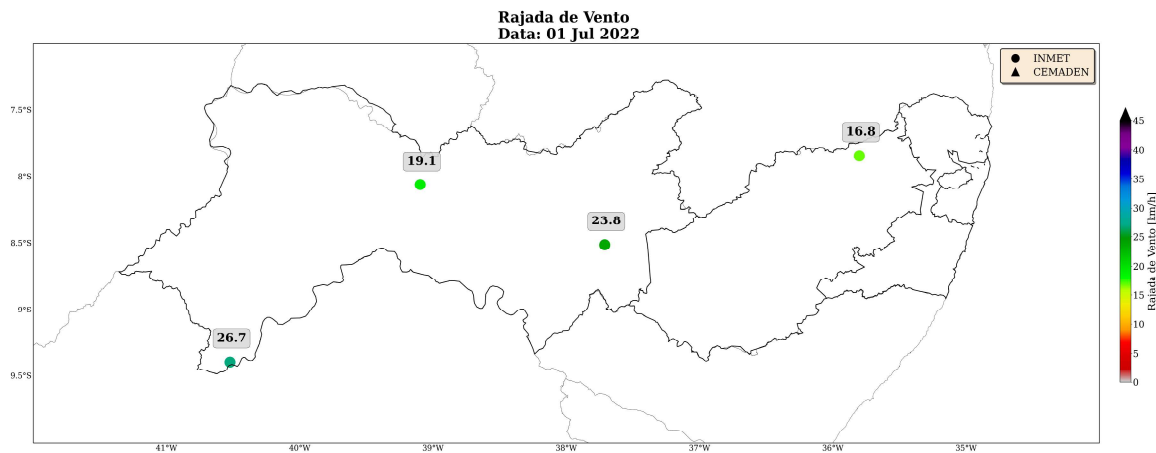 Rajada de Vento
Data: 01 Jul 2022
INMET
CEMADEN
7.5°S
8°S
8.5°S
9°S
9.5°S
41°W
40°W
39°W
38°W
37°W
36°W
35°W
16.8
19.1
23.8
26.7
45
40
35
30
25
20
15
10
5
0
Rajada de Vento [km/h]